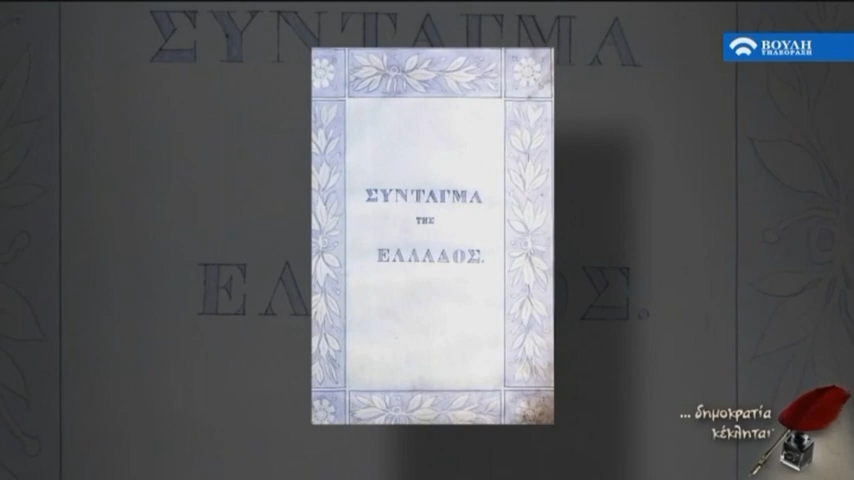 ΣΥΝΤΑΓΜΑ
ΒΟΥΛΗ
ΤΗΛΕΟΡΑΣΗ
ΣΥΝΤΑΓΜΑ
ΤΗΣ
ΕΛΛΑΔΟΣ.
... δημοκρατία
κέκληται